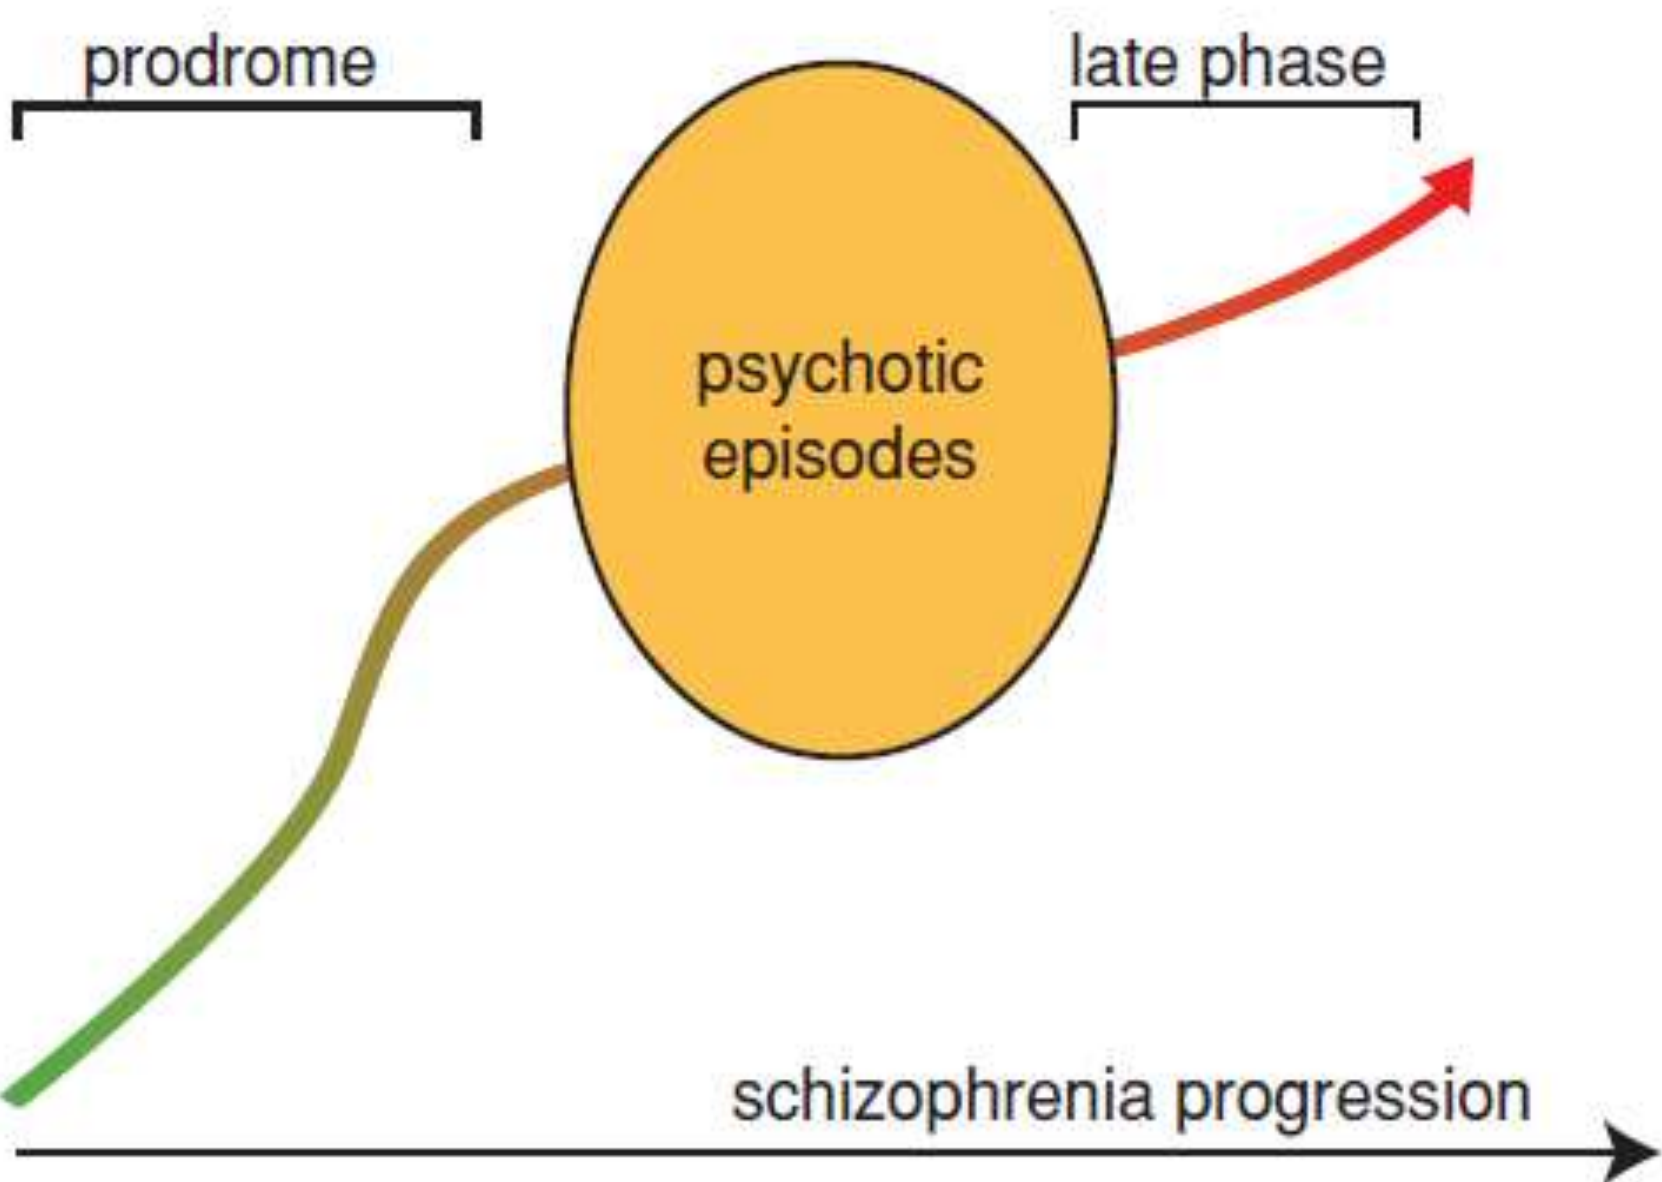 prodrome
late phase
psychotic
episodes
schizophrenia progression